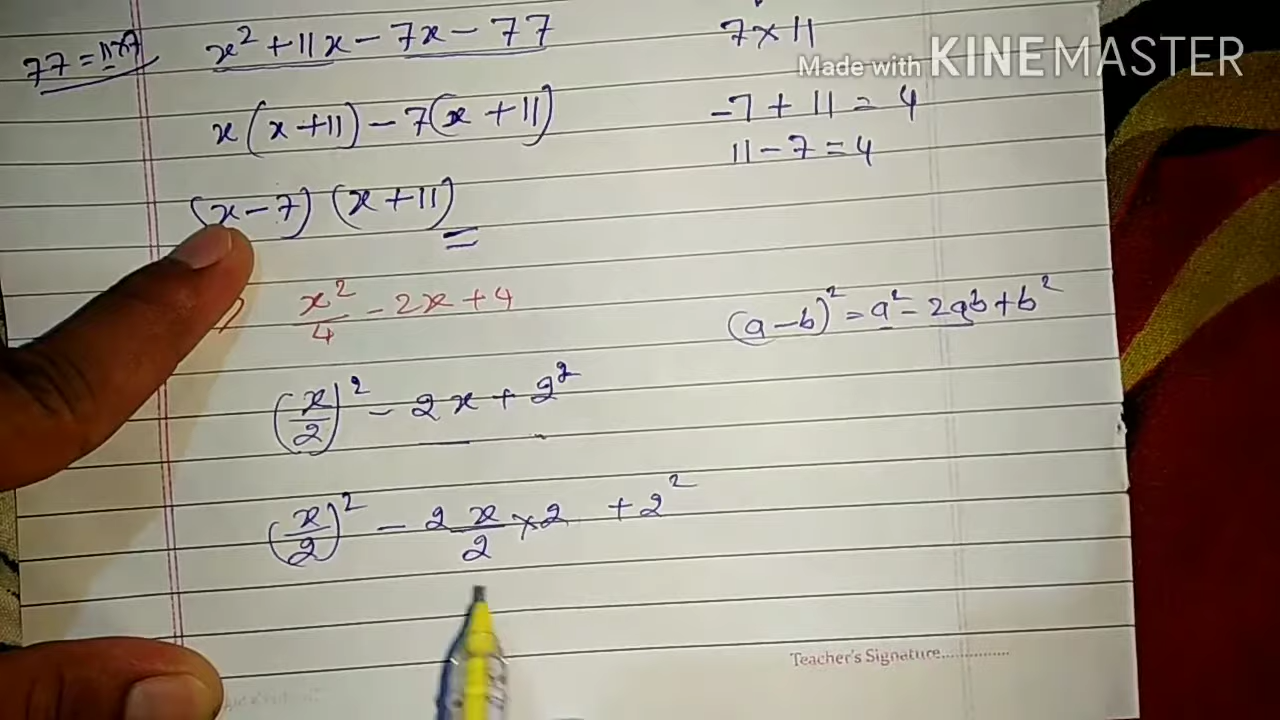 77 = 11×7
x² + 11x - 7x - 77
7 × 11
Made with KINEMASTER
x(x + 11) - 7(x + 11)
-7 + 11 = 4
11 - 7 = 4
(x - 7) (x + 11)
x²/4 - 2x + 4
(a - b)² = a² - 2ab + b²
(x/2)² - 2x + 2²
(x/2)² - 2 x/2 × 2 + 2²
Teacher's Signature...............